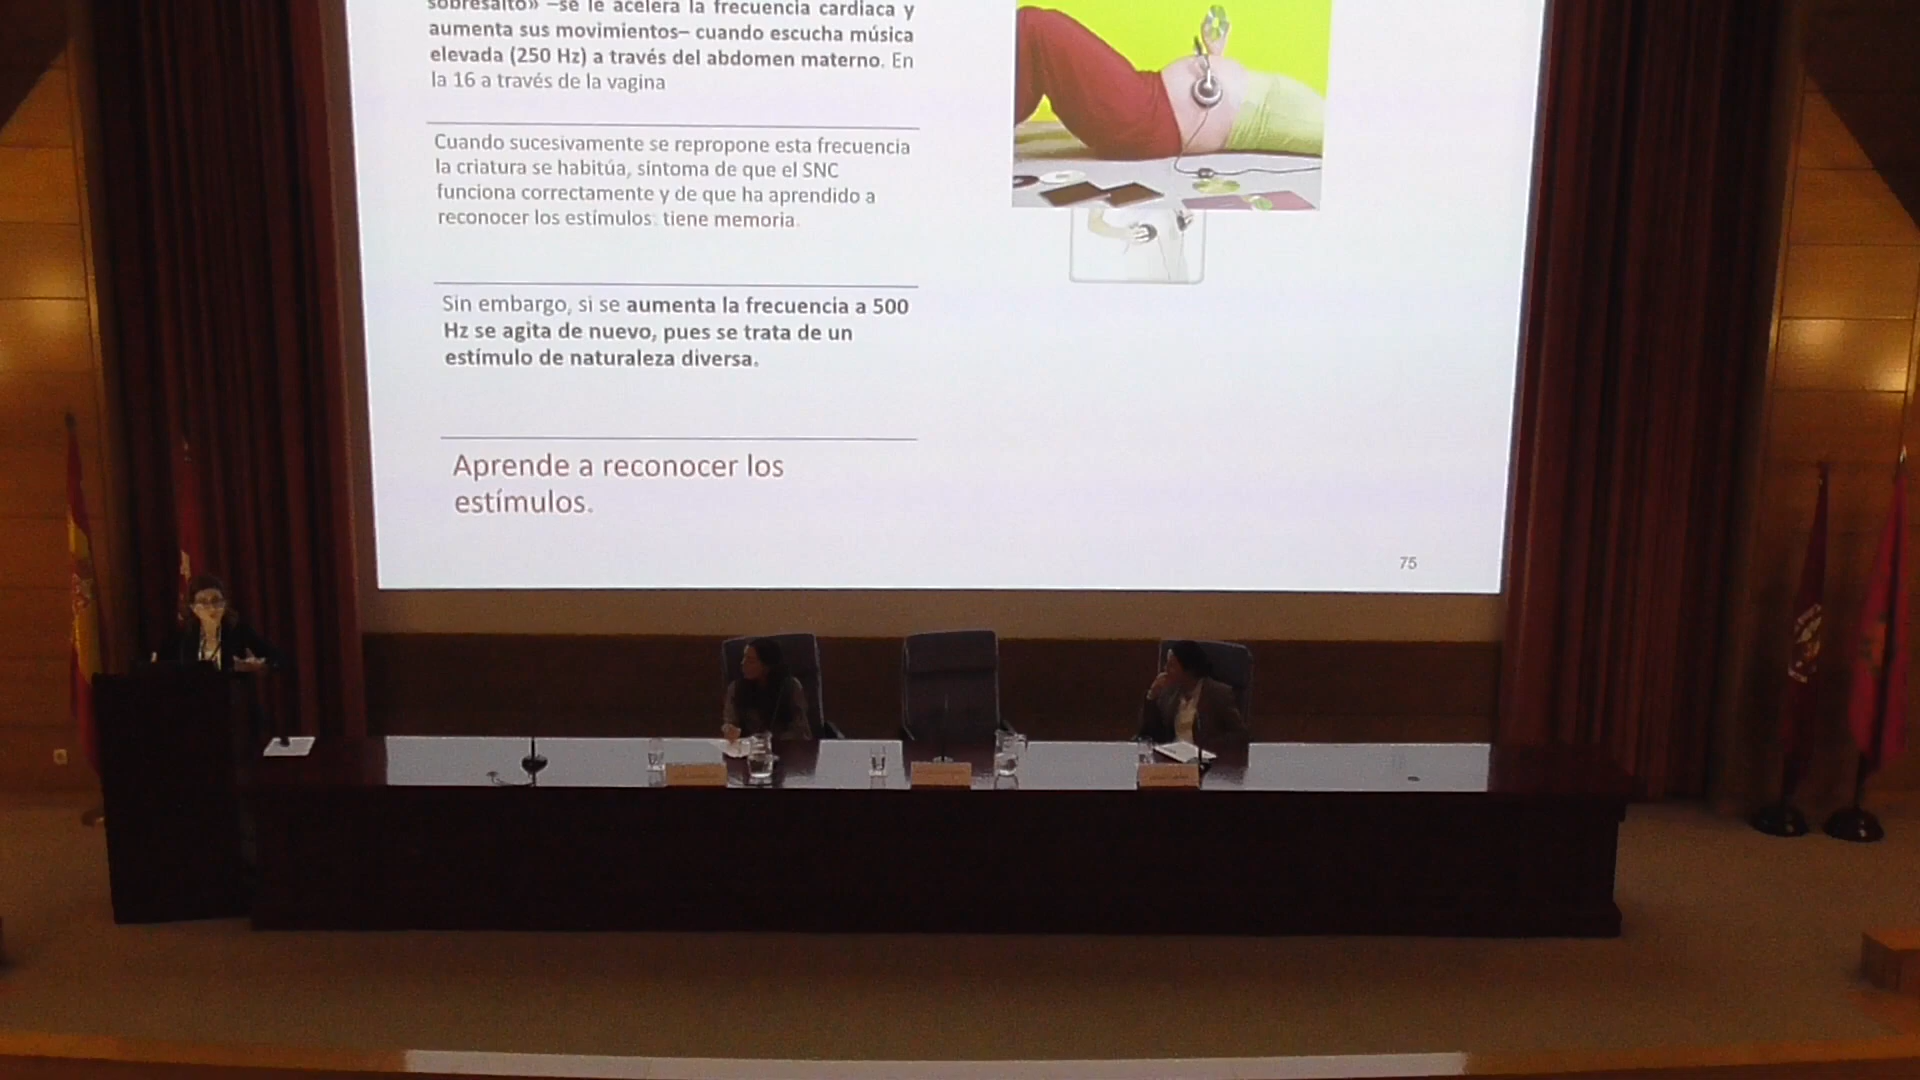 sobresalto» –se le acelera la frecuencia cardiaca y
aumenta sus movimientos– cuando escucha música
elevada (250 Hz) a través del abdomen materno. En
la 16 a través de la vagina
Cuando sucesivamente se repropone esta frecuencia
la criatura se habitúa, síntoma de que el SNC
funciona correctamente y de que ha aprendido a
reconocer los estímulos: tiene memoria.
Sin embargo, si se aumenta la frecuencia a 500
Hz se agita de nuevo, pues se trata de un
estímulo de naturaleza diversa.
Aprende a reconocer los
estímulos.
75